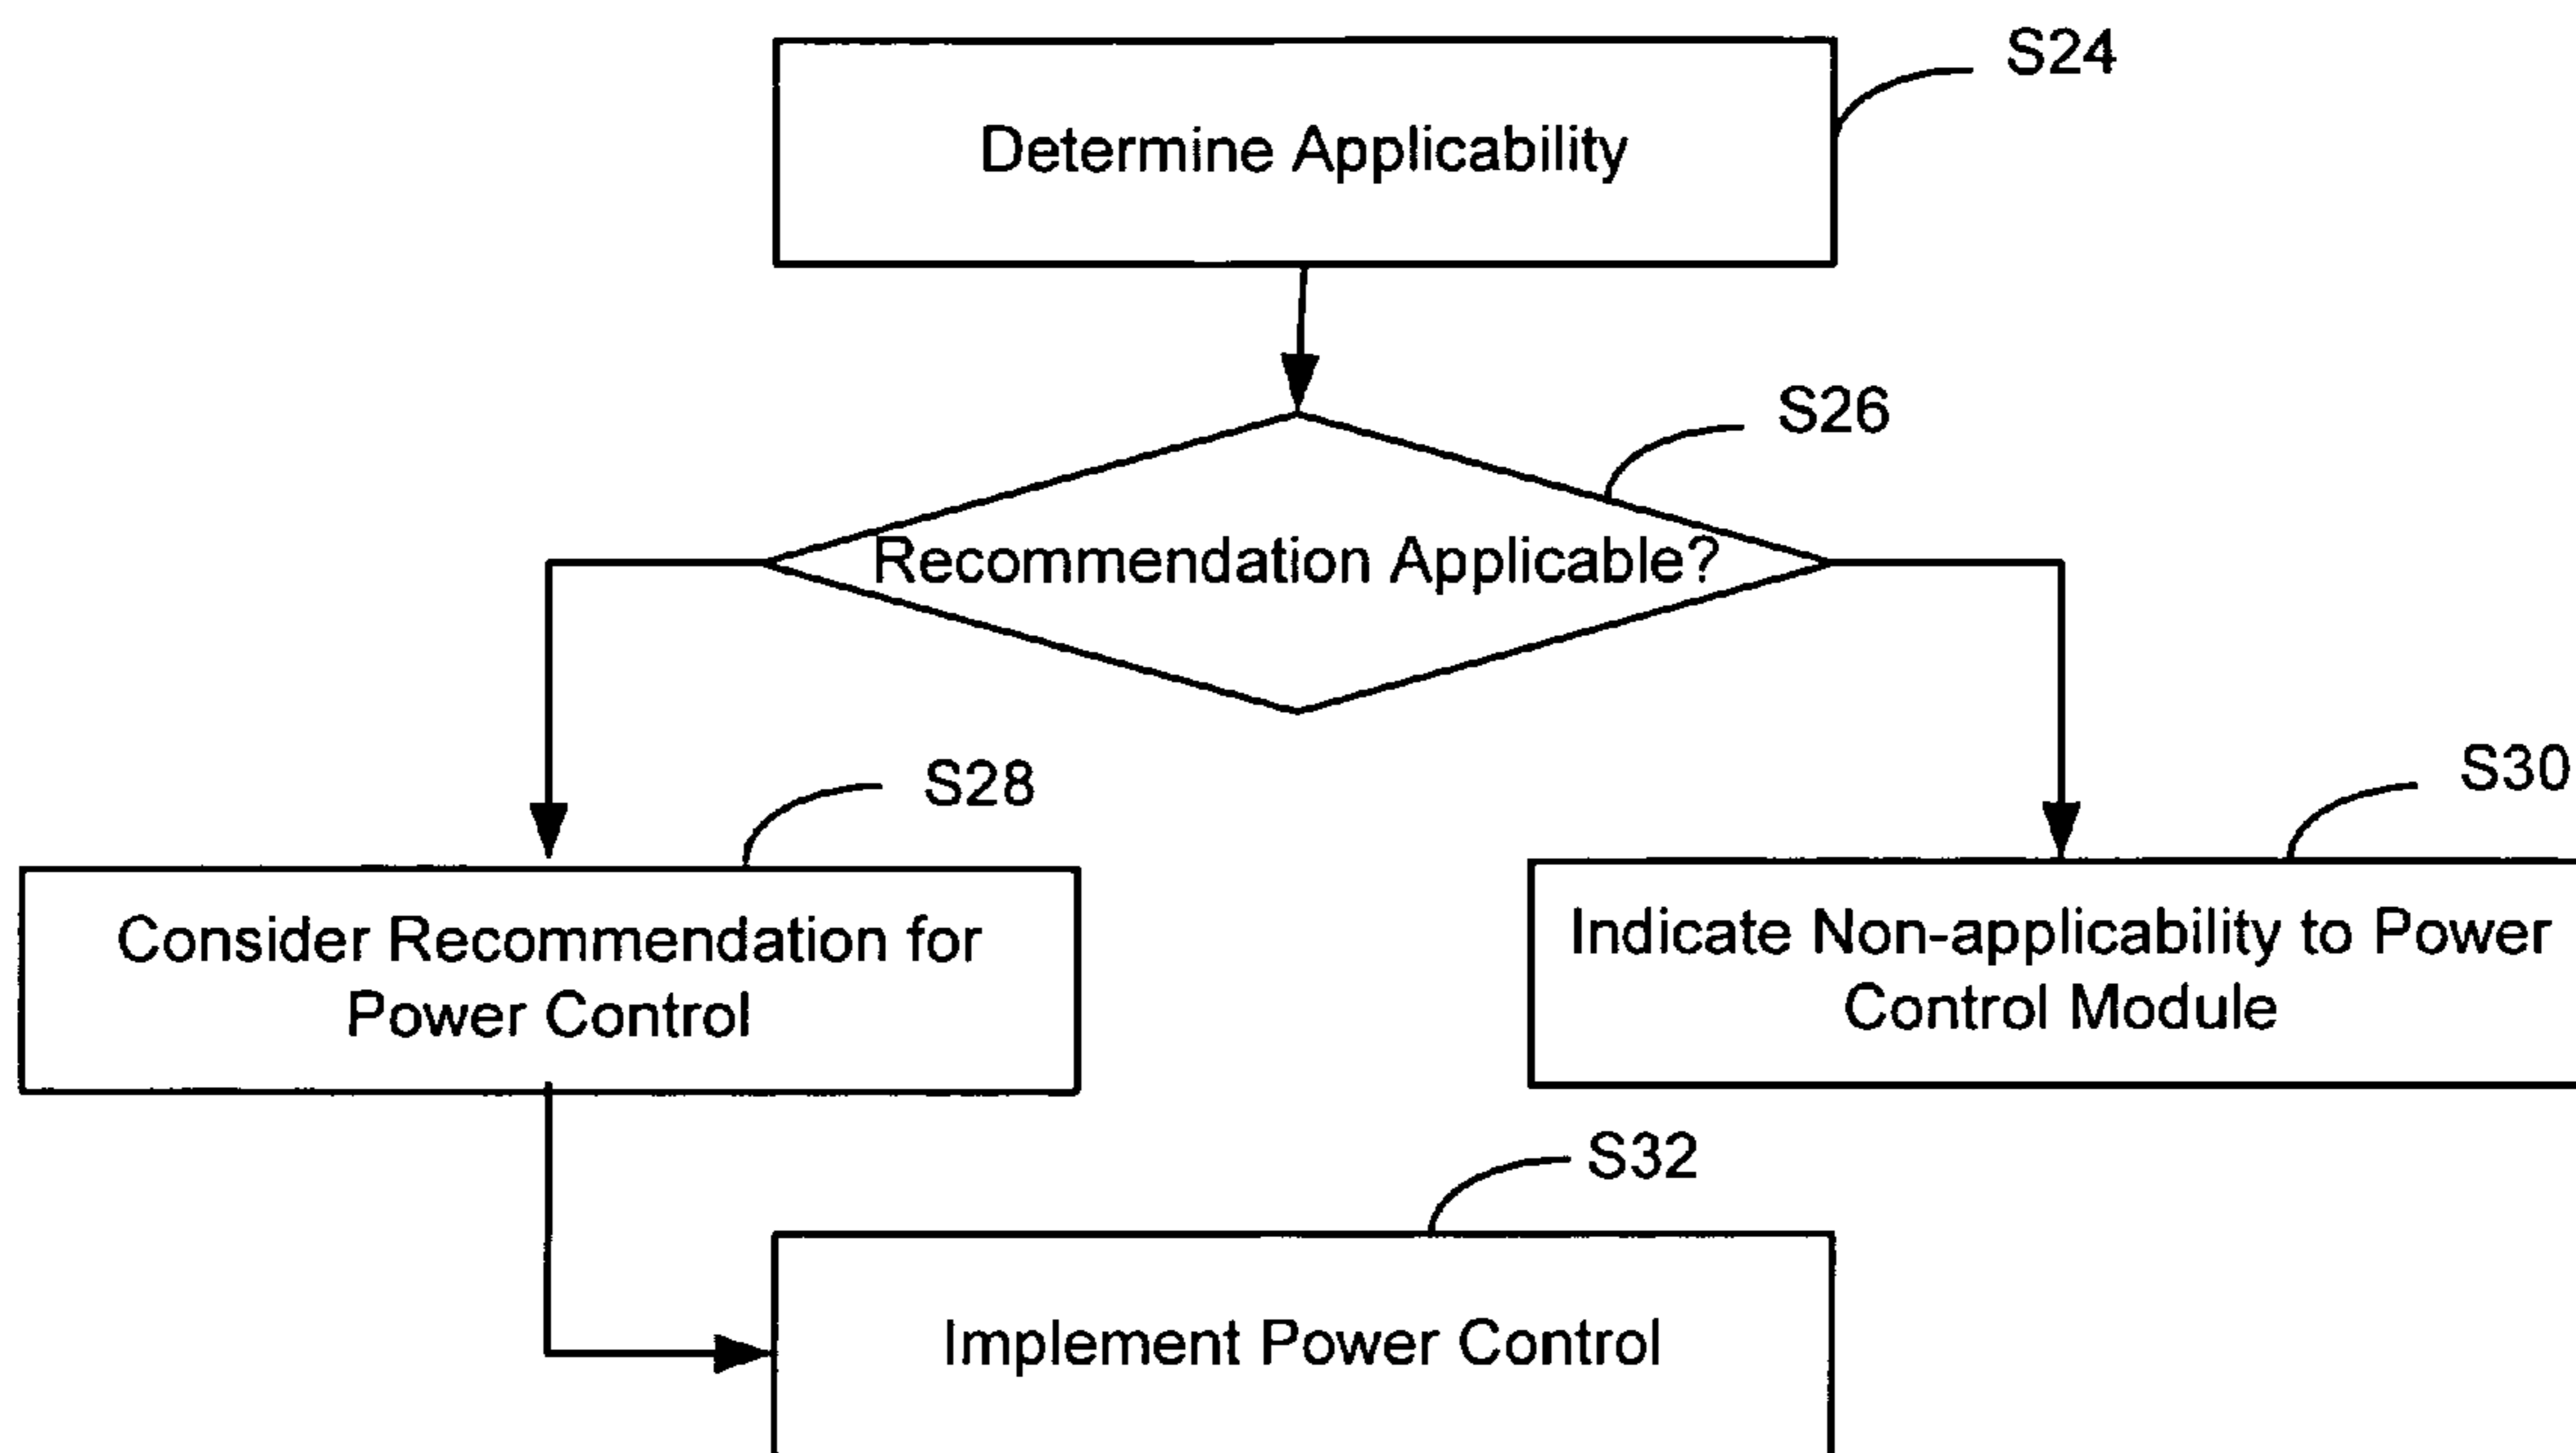 S24
Determine Applicability
S26
Recommendation Applicable?
S28
S30
Consider Recommendation for
Power Control
Indicate Non-applicability to Power
Control Module
S32
Implement Power Control